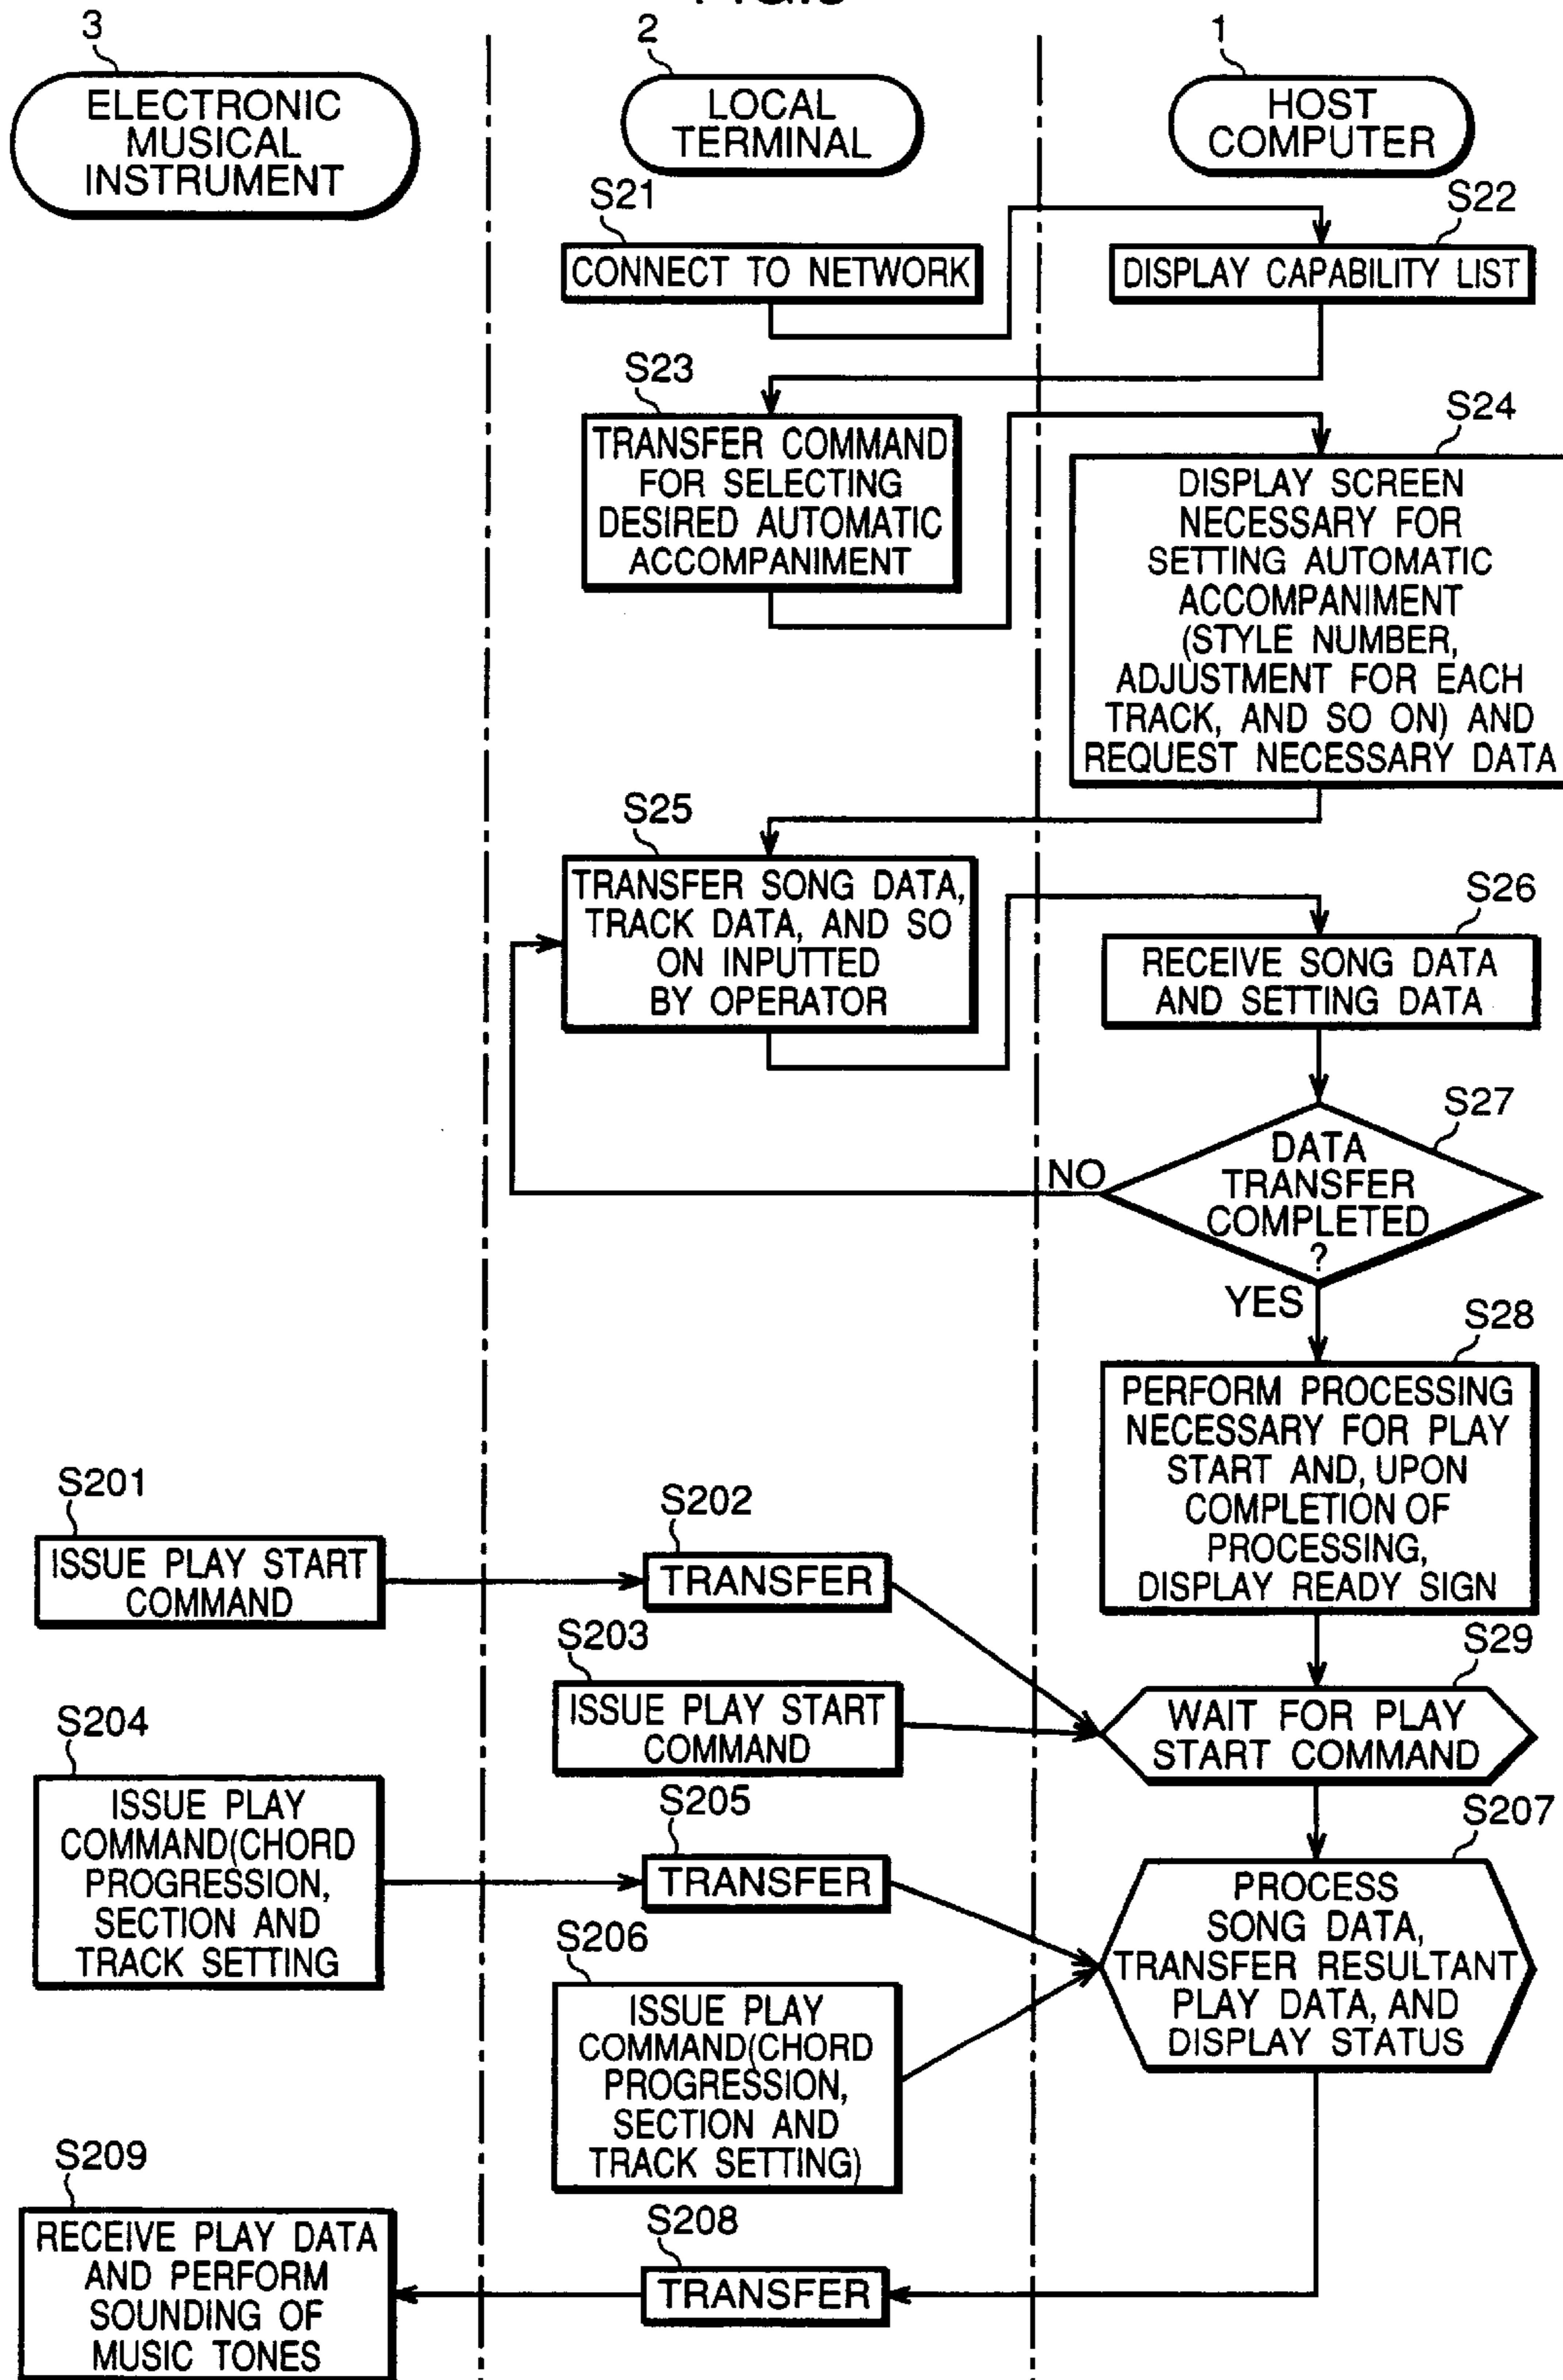 3
2
1
ELECTRONIC
MUSICAL
INSTRUMENT
LOCAL
TERMINAL
HOST
COMPUTER
S21
CONNECT TO NETWORK
S22
DISPLAY CAPABILITY LIST
S23
TRANSFER COMMAND
FOR SELECTING
DESIRED AUTOMATIC
ACCOMPANIMENT
S24
DISPLAY SCREEN
NECESSARY FOR
SETTING AUTOMATIC
ACCOMPANIMENT
(STYLE NUMBER,
ADJUSTMENT FOR EACH
TRACK, AND SO ON) AND
REQUEST NECESSARY DATA
S25
TRANSFER SONG DATA,
TRACK DATA, AND SO
ON INPUTTED
BY OPERATOR
S26
RECEIVE SONG DATA
AND SETTING DATA
S27
DATA
TRANSFER
COMPLETED
?
NO
YES
S28
PERFORM PROCESSING
NECESSARY FOR PLAY
START AND, UPON
COMPLETION OF
PROCESSING,
DISPLAY READY SIGN
S201
ISSUE PLAY START
COMMAND
S202
TRANSFER
S203
ISSUE PLAY START
COMMAND
S29
WAIT FOR PLAY
START COMMAND
S204
ISSUE PLAY
COMMAND(CHORD
PROGRESSION,
SECTION AND
TRACK SETTING
S205
TRANSFER
S206
ISSUE PLAY
COMMAND(CHORD
PROGRESSION,
SECTION AND
TRACK SETTING)
S207
PROCESS
SONG DATA,
TRANSFER RESULTANT
PLAY DATA, AND
DISPLAY STATUS
S208
TRANSFER
S209
RECEIVE PLAY DATA
AND PERFORM
SOUNDING OF
MUSIC TONES